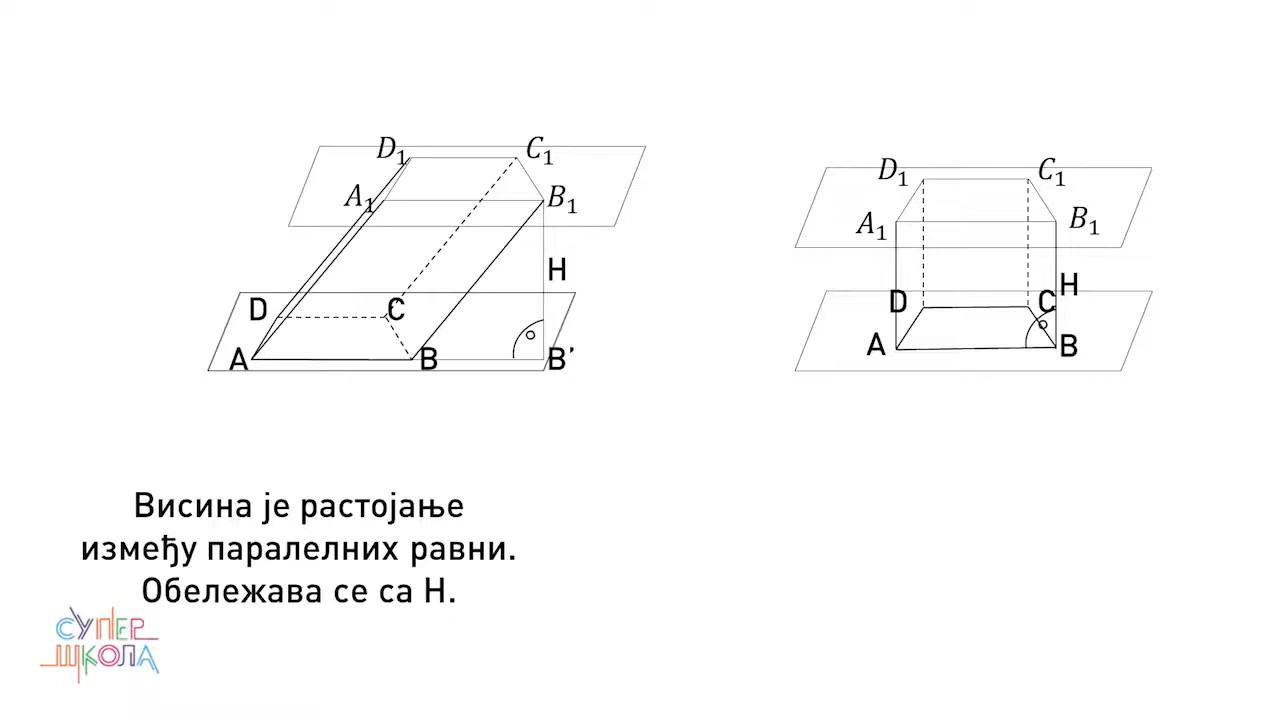 D₁ C₁
A₁ B₁
H
D C
A B B’
D₁ C₁
A₁ B₁
H
D C
A B
Висина је растојање
између паралелних равни.
Обележава се са H.
СУПЕР
ШКОЛА